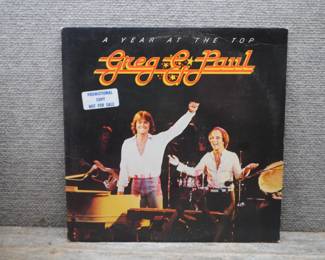 A YEAR AT THE TOP
Greg & Paul
PROMOTIONAL
COPY
NOT FOR SALE